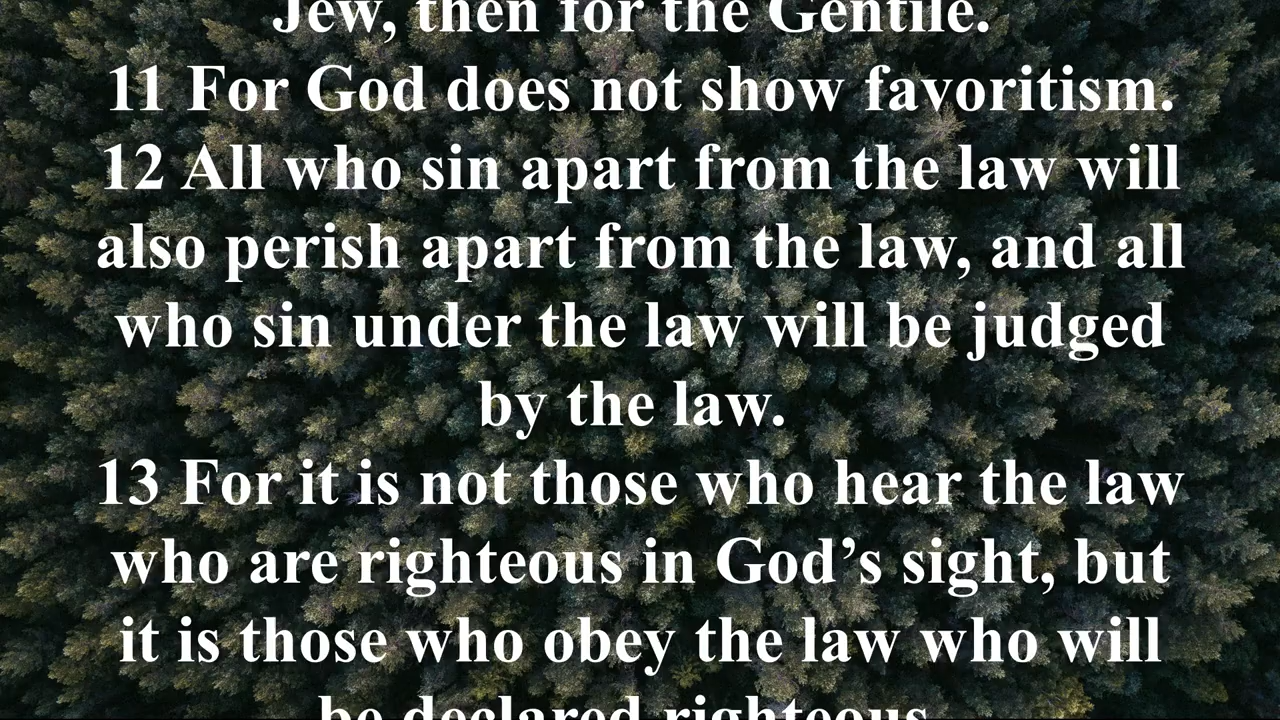 Jew, then for the Gentile.
11 For God does not show favoritism.
12 All who sin apart from the law will
also perish apart from the law, and all
who sin under the law will be judged
by the law.
13 For it is not those who hear the law
who are righteous in God’s sight, but
it is those who obey the law who will
be declared righteous.